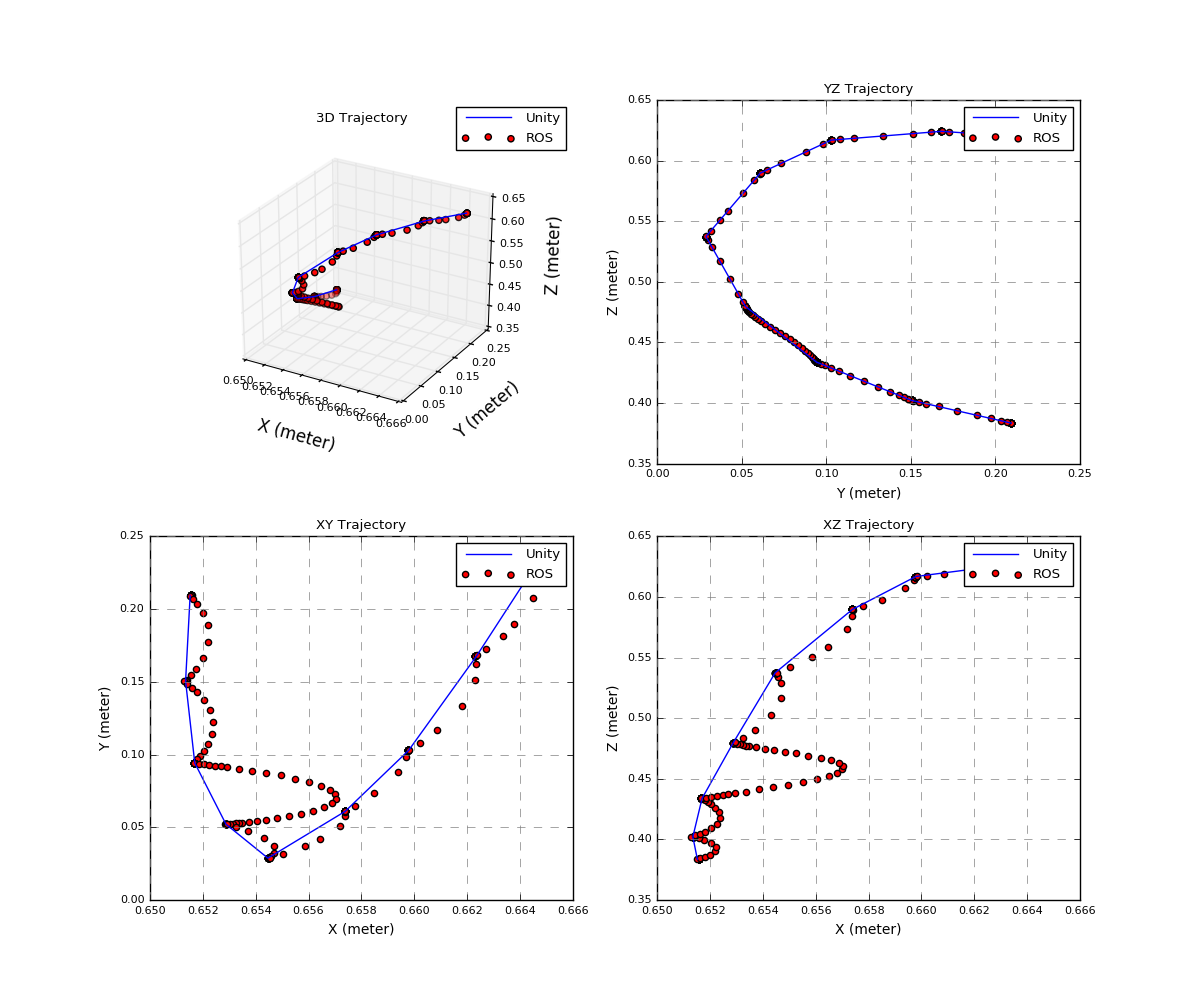 3D Trajectory
Unity
ROS
0.65
0.60
0.55
0.50
0.45
0.40
0.35
Z (meter)
0.25
0.20
0.15
0.10
0.05
0.00
Y (meter)
0.650
0.652
0.654
0.656
0.658
0.660
0.662
0.664
0.666
X (meter)
YZ Trajectory
Unity
ROS
0.65
0.60
0.55
0.50
0.45
0.40
0.35
Z (meter)
0.00 0.05 0.10 0.15 0.20 0.25
Y (meter)
XY Trajectory
Unity
ROS
0.25
0.20
0.15
0.10
0.05
0.00
Y (meter)
0.650 0.652 0.654 0.656 0.658 0.660 0.662 0.664 0.666
X (meter)
XZ Trajectory
Unity
ROS
0.65
0.60
0.55
0.50
0.45
0.40
0.35
Z (meter)
0.650 0.652 0.654 0.656 0.658 0.660 0.662 0.664 0.666
X (meter)